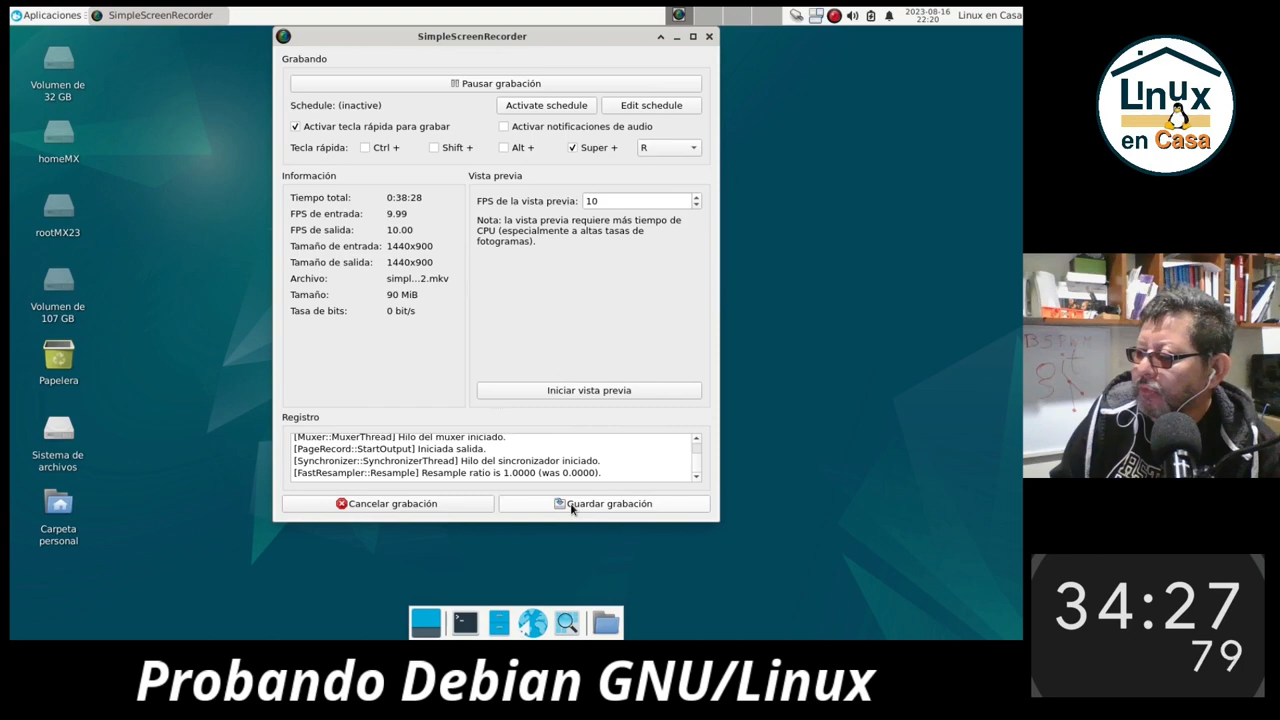 Aplicaciones
SimpleScreenRecorder
2023-08-16
22:20
Linux en Casa
Volumen de
32 GB
homeMX
rootMX23
Volumen de
107 GB
Papelera
Sistema de
archivos
Carpeta
personal
SimpleScreenRecorder
Grabando
Pausar grabación
Schedule: (inactive)
Activate schedule
Edit schedule
Activar tecla rápida para grabar
Activar notificaciones de audio
Tecla rápida:
Ctrl +
Shift +
Alt +
Super +
R
Información
Tiempo total: 0:38:28
FPS de entrada: 9.99
FPS de salida: 10.00
Tamaño de entrada: 1440x900
Tamaño de salida: 1440x900
Archivo: simpl...2.mkv
Tamaño: 90 MiB
Tasa de bits: 0 bit/s
Vista previa
FPS de la vista previa: 10
Nota: la vista previa requiere más tiempo de
CPU (especialmente a altas tasas de
fotogramas).
Iniciar vista previa
Registro
[Muxer::MuxerThread] Hilo del muxer iniciado.
[PageRecord::StartOutput] Iniciada salida.
[Synchronizer::SynchronizerThread] Hilo del sincronizador iniciado.
[FastResampler::Resample] Resample ratio is 1.0000 (was 0.0000).
Cancelar grabación
Guardar grabación
Linux
en Casa
git
34:27
79
Probando Debian GNU/Linux